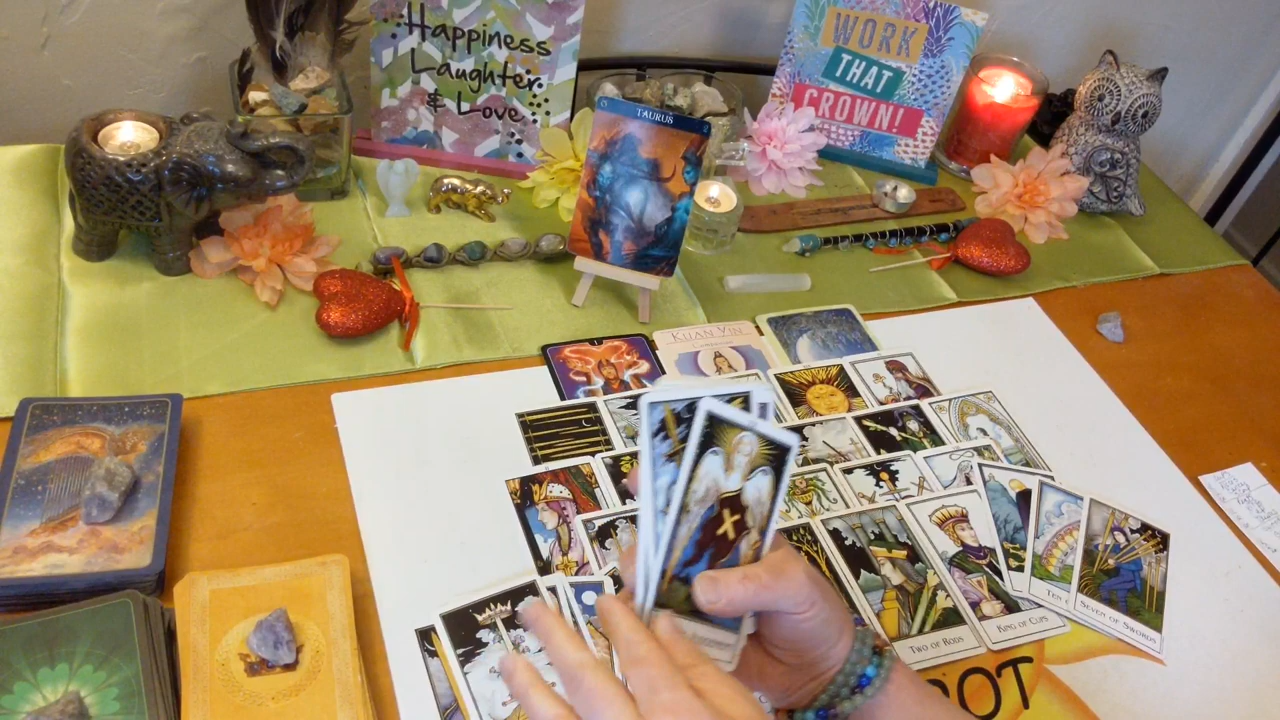 Happiness
Laughter
& Love
WORK
THAT
CROWN!
TAURUS
KUAN YIN
Compassion
TWO OF RODS
KING OF CUPS
TEN
SEVEN OF SWORDS
ROT